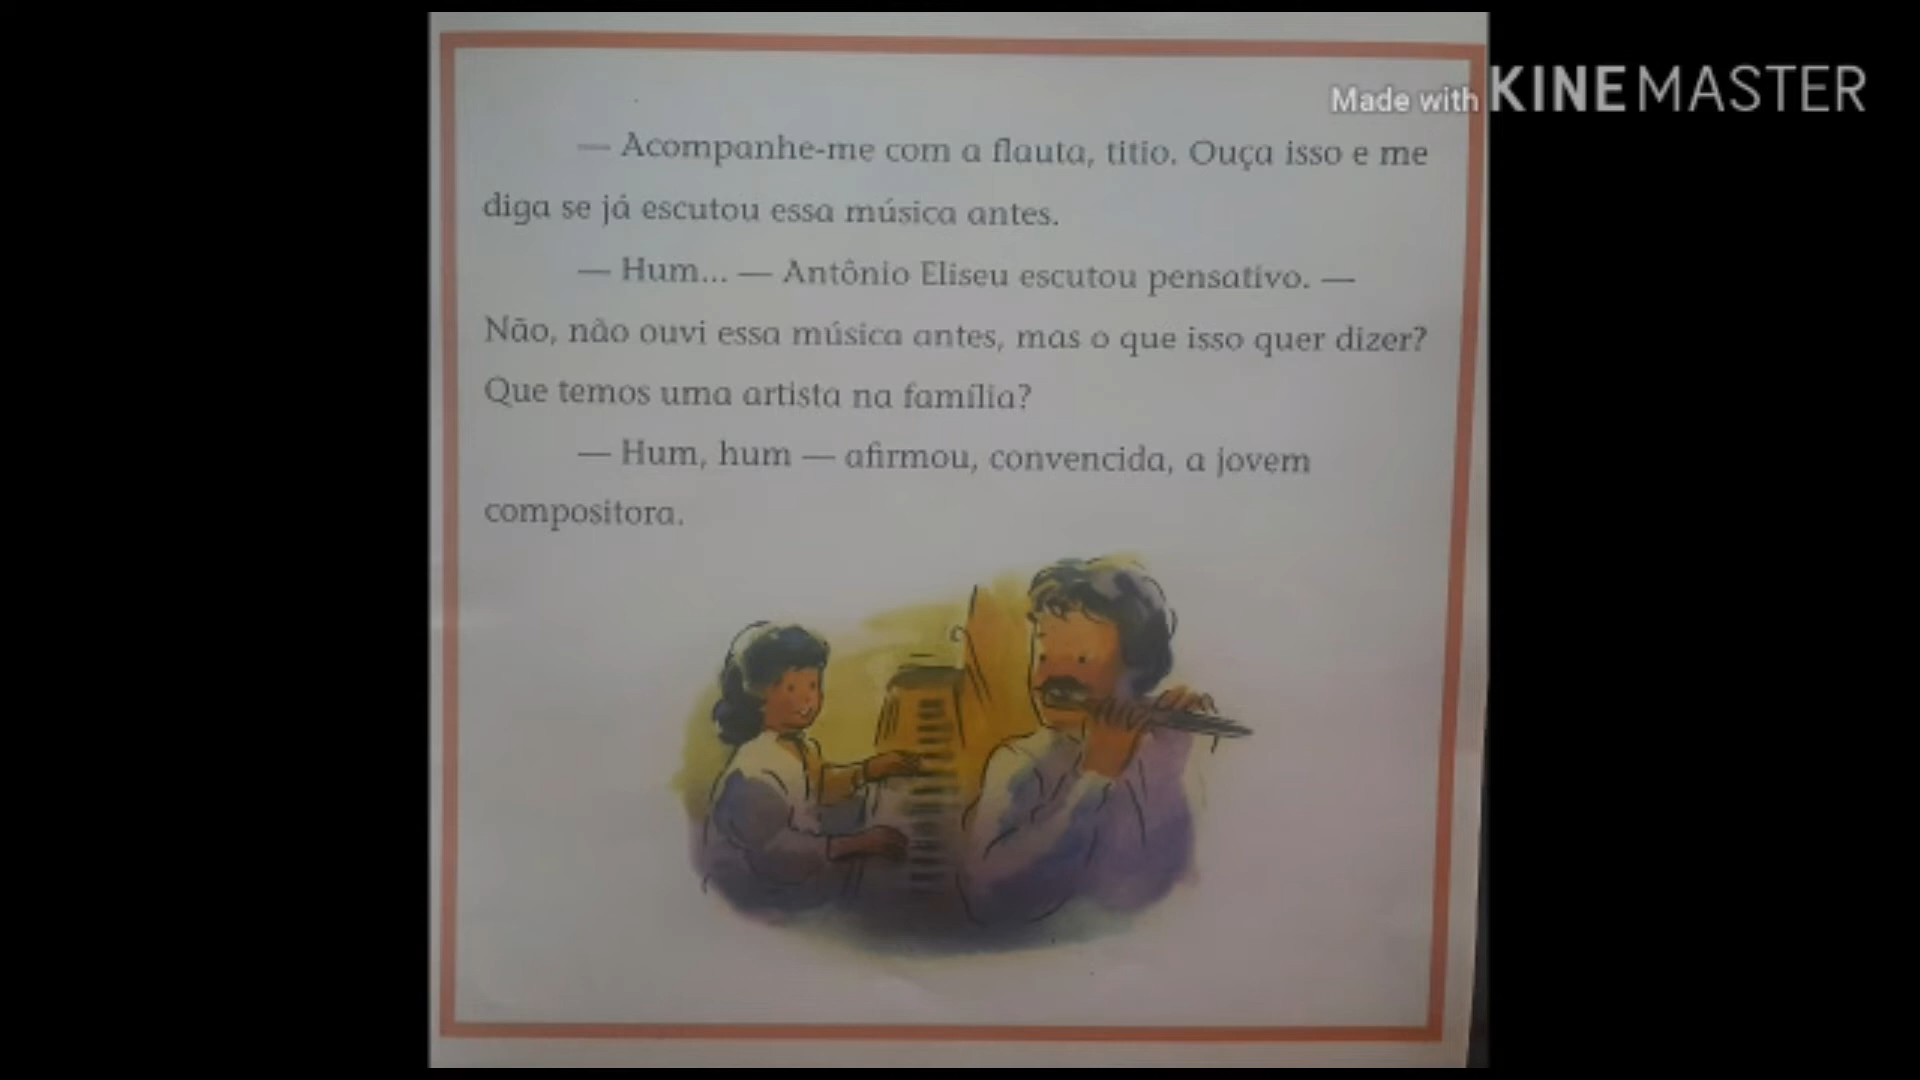 Made with KINEMASTER
— Acompanhe-me com a flauta, titio. Ouça isso e me
diga se já escutou essa música antes.
— Hum... — Antônio Eliseu escutou pensativo. —
Não, não ouvi essa música antes, mas o que isso quer dizer?
Que temos uma artista na família?
— Hum, hum — afirmou, convencida, a jovem
compositora.